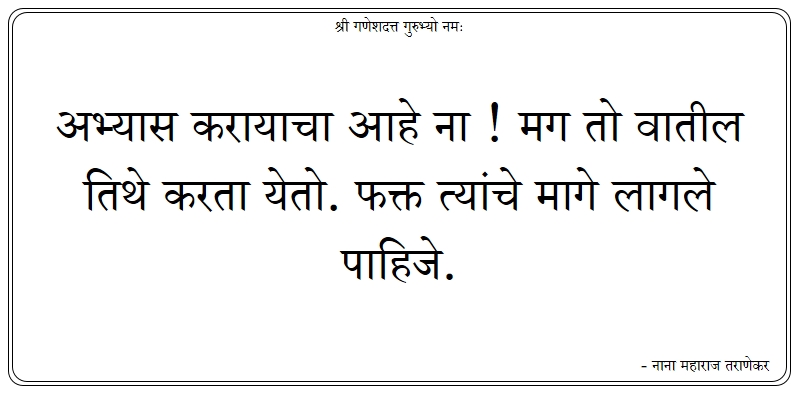 श्री गणेशदत्त गुरुभ्यो नमः
अभ्यास करायाचा आहे ना ! मग तो वातील
तिथे करता येतो. फक्त त्यांचे मागे लागले
पाहिजे.
- नाना महाराज तराणेकर